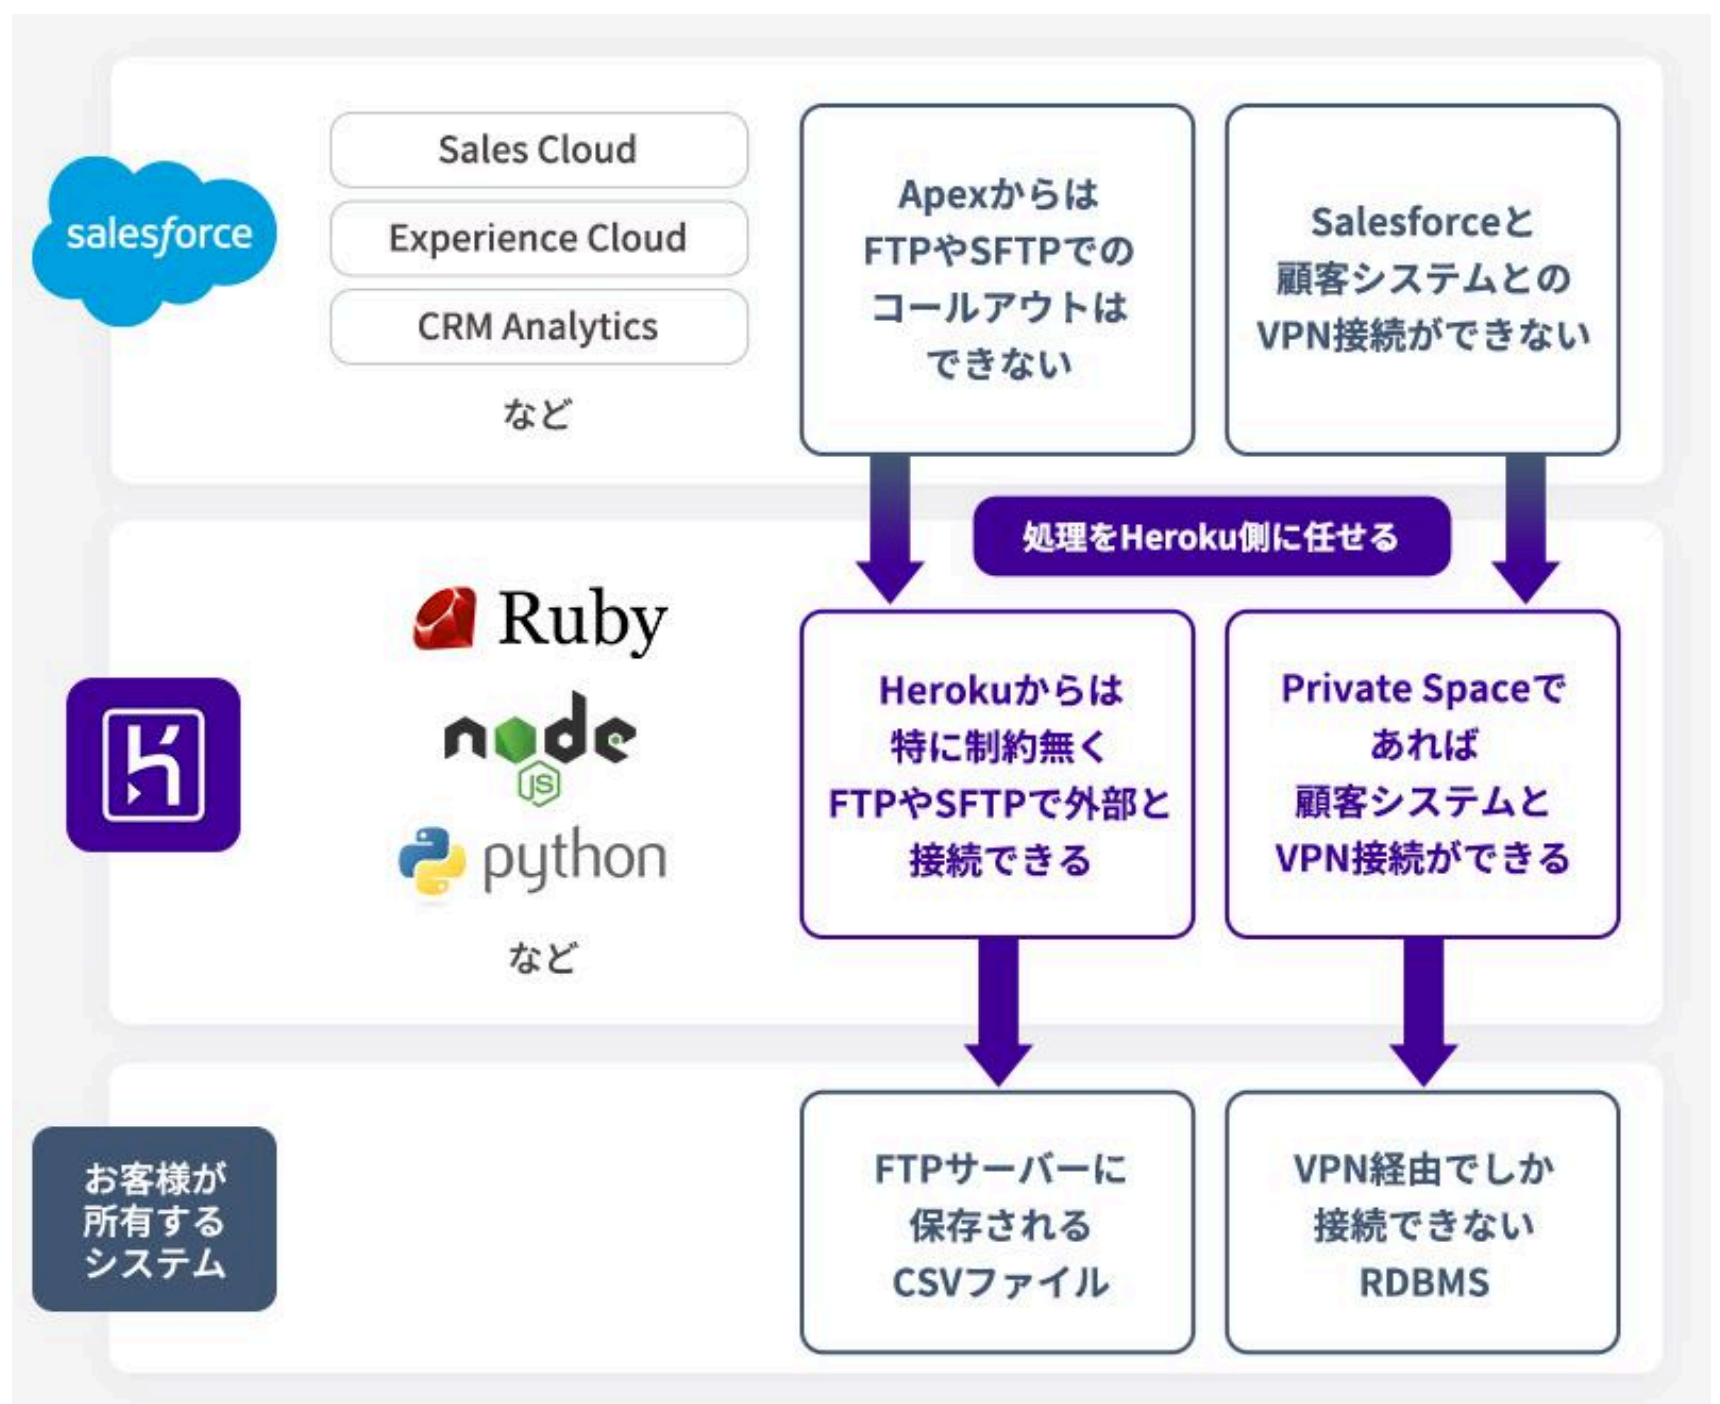 salesforce
Sales Cloud
Experience Cloud
CRM Analytics
など
Apexからは
FTPやSFTPでの
コールアウトは
できない
Salesforceと
顧客システムとの
VPN接続ができない
処理をHeroku側に任せる
Ruby
node
JS
python
など
Herokuからは
特に制約無く
FTPやSFTPで外部と
接続できる
Private Spaceで
あれば
顧客システムと
VPN接続ができる
お客様が
所有する
システム
FTPサーバーに
保存される
CSVファイル
VPN経由でしか
接続できない
RDBMS